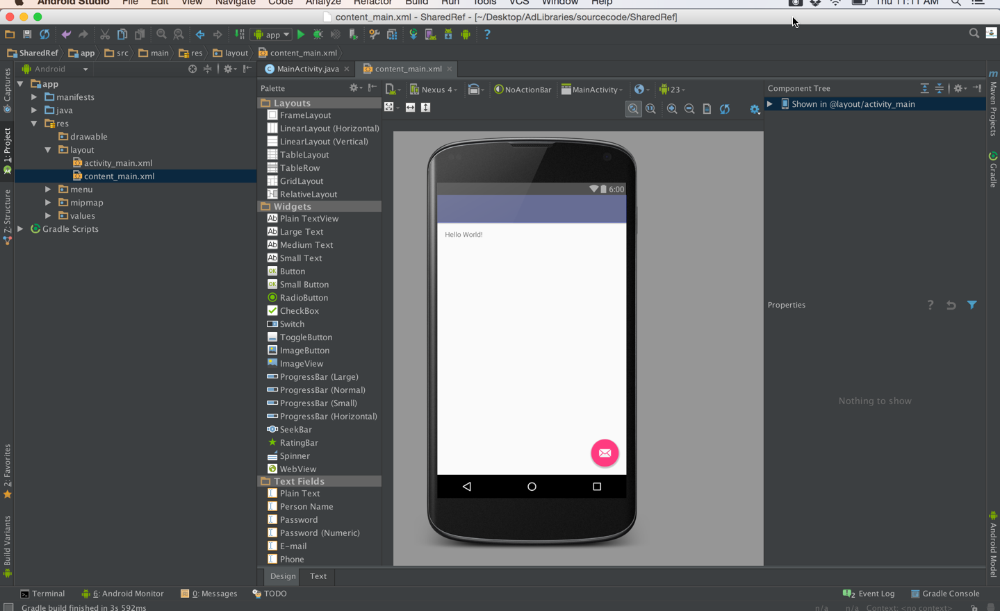 Android Studio File Edit View Navigate Code Analyze Refactor Build Run Tools VCS Window Help Thu 11:11 AM
content_main.xml - SharedRef - [~/Desktop/AdLibraries/sourcecode/SharedRef]
app
SharedRef app src main res layout content_main.xml
Android
MainActivity.java
content_main.xml
app
manifests
java
res
drawable
layout
activity_main.xml
content_main.xml
menu
mipmap
values
Gradle Scripts
Captures
1: Project
7: Structure
2: Favorites
Build Variants
Palette
Layouts
FrameLayout
LinearLayout (Horizontal)
LinearLayout (Vertical)
TableLayout
TableRow
GridLayout
RelativeLayout
Widgets
Ab Plain TextView
Ab Large Text
Ab Medium Text
Ab Small Text
OK Button
OK Small Button
RadioButton
CheckBox
Switch
ToggleButton
ImageButton
ImageView
ProgressBar (Large)
ProgressBar (Normal)
ProgressBar (Small)
ProgressBar (Horizontal)
SeekBar
RatingBar
Spinner
WebView
Text Fields
Plain Text
Person Name
Password
Password (Numeric)
E-mail
Phone
Nexus 4 NoActionBar MainActivity 23
6:00
Hello World!
Component Tree
Shown in @layout/activity_main
Properties
?
Nothing to show
m
Maven Projects
Gradle
Android Model
Design Text
Terminal 6: Android Monitor 0: Messages TODO
2 Event Log Gradle Console
Gradle build finished in 3s 592ms
n/a n/a Context: <no context>